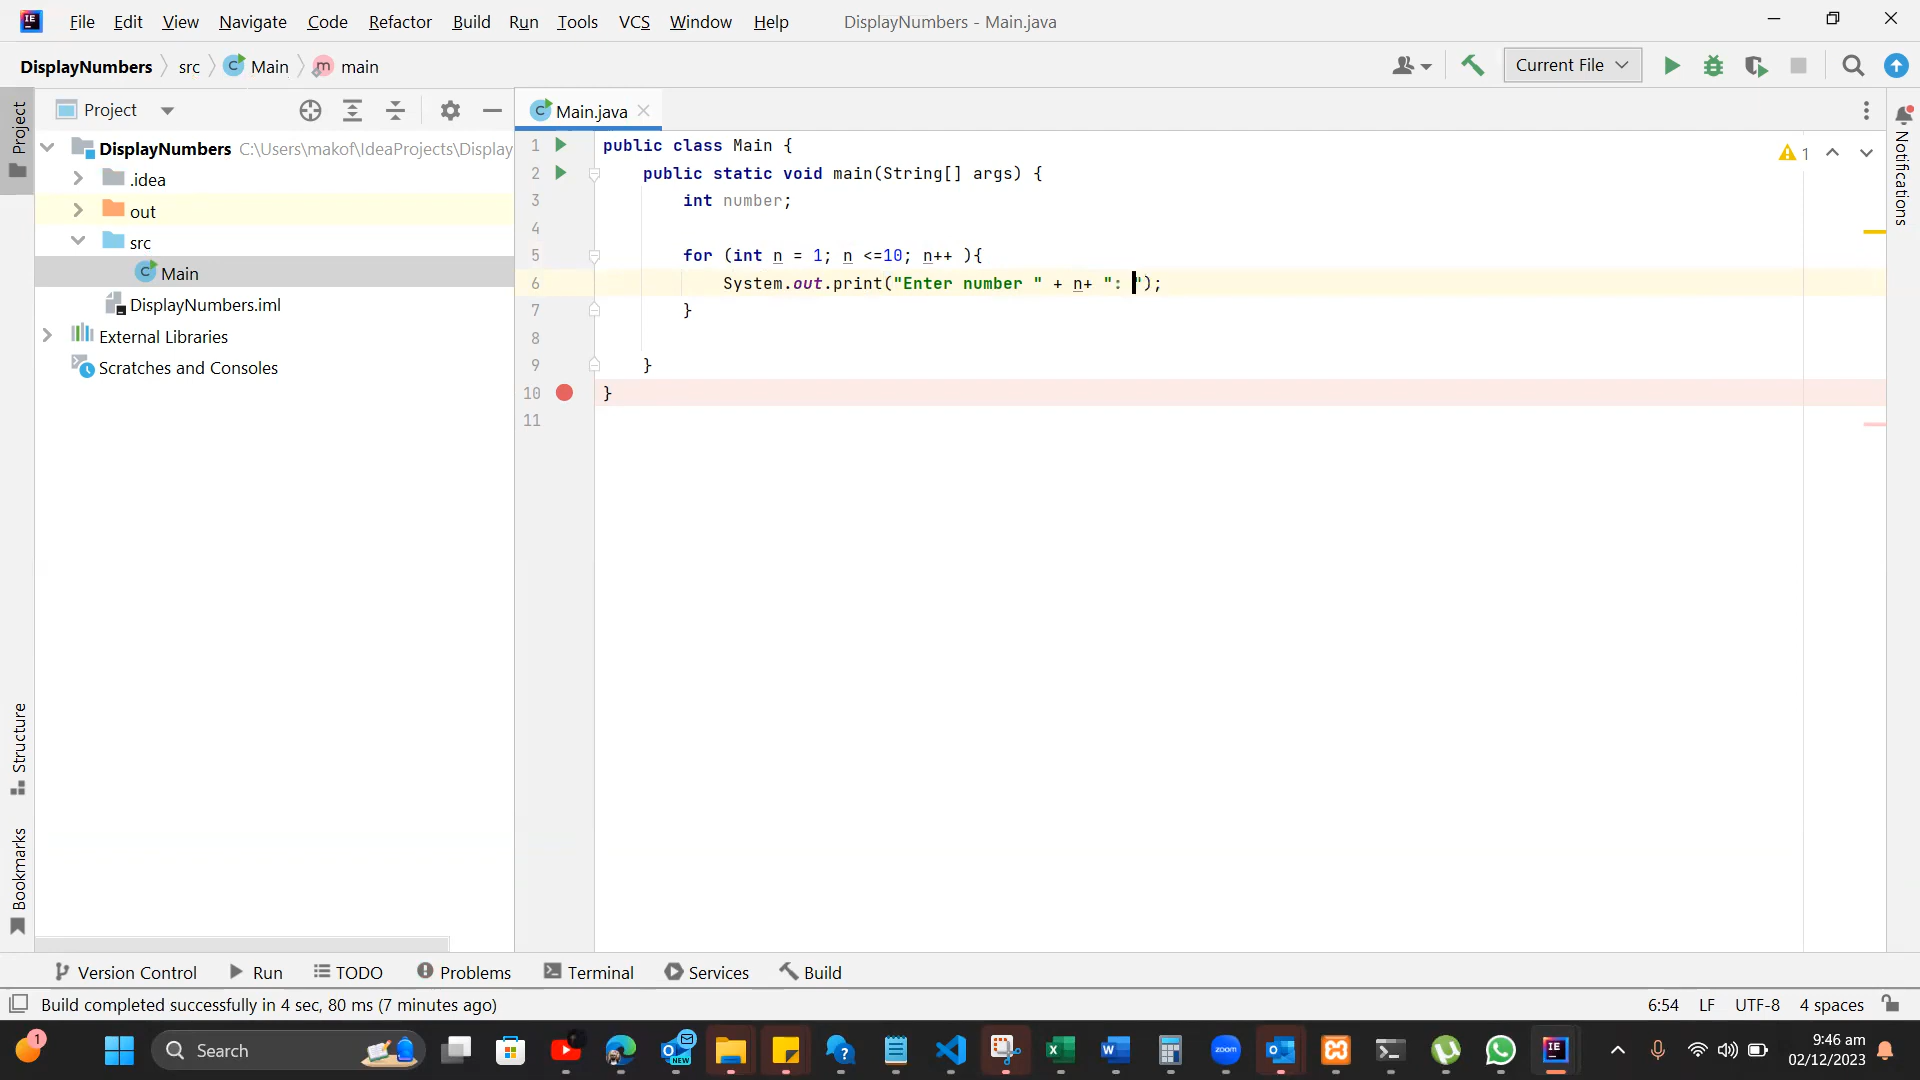 File Edit View Navigate Code Refactor Build Run Tools VCS Window Help DisplayNumbers - Main.java
DisplayNumbers src Main main Current File
Project
Project
Main.java
DisplayNumbers C:\Users\makof\IdeaProjects\Display
.idea
out
src
Main
DisplayNumbers.iml
External Libraries
Scratches and Consoles
1 public class Main {
2 public static void main(String[] args) {
3 int number;
4
5 for (int n = 1; n <=10; n++ ){
6 System.out.print("Enter number " + n+ ": ");
7 }
8
9 }
10 }
11
1
Notifications
Structure
Bookmarks
Version Control Run TODO Problems Terminal Services Build
Build completed successfully in 4 sec, 80 ms (7 minutes ago) 6:54 LF UTF-8 4 spaces
1 Search NEW zoom 9:46 am
02/12/2023